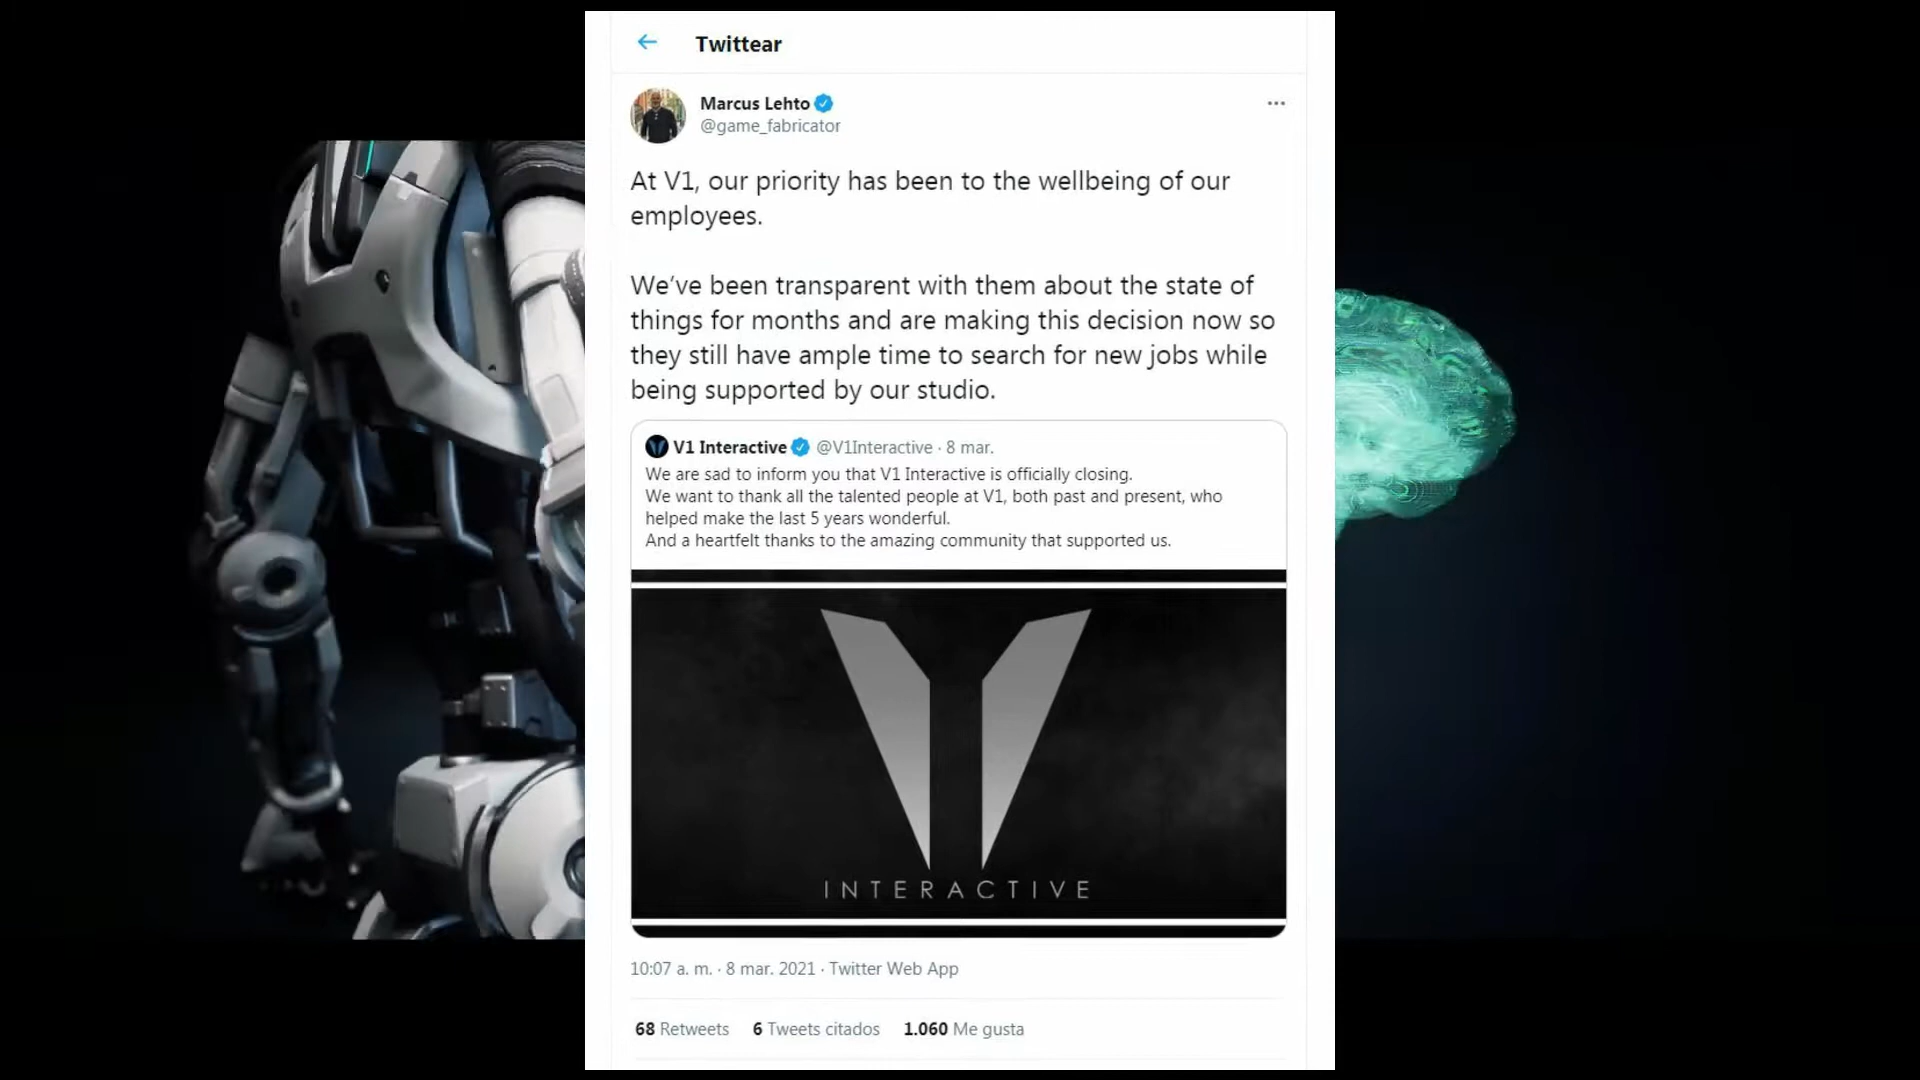 Twittear
Marcus Lehto
@game_fabricator
At V1, our priority has been to the wellbeing of our
employees.
We've been transparent with them about the state of
things for months and are making this decision now so
they still have ample time to search for new jobs while
being supported by our studio.
V1 Interactive @V1Interactive · 8 mar.
We are sad to inform you that V1 Interactive is officially closing.
We want to thank all the talented people at V1, both past and present, who
helped make the last 5 years wonderful.
And a heartfelt thanks to the amazing community that supported us.
INTERACTIVE
10:07 a. m. · 8 mar. 2021 · Twitter Web App
68 Retweets 6 Tweets citados 1.060 Me gusta